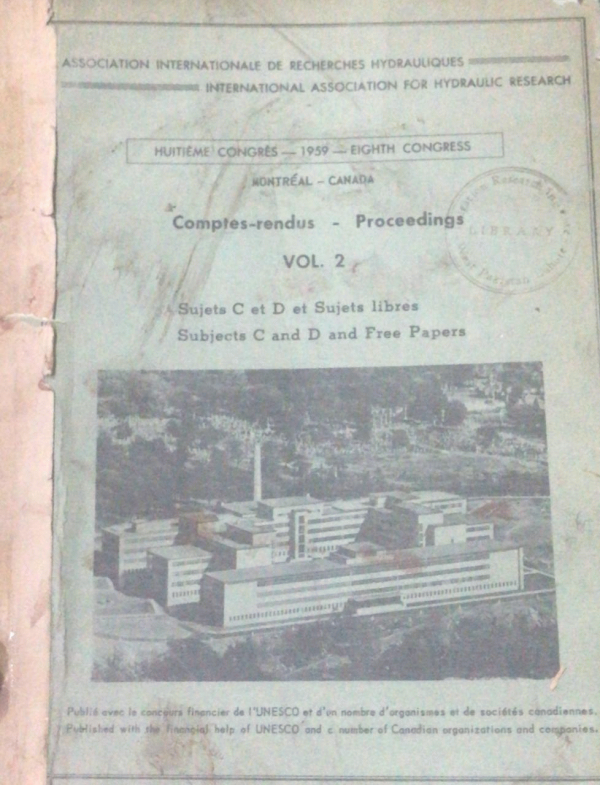 ASSOCIATION INTERNATIONALE DE RECHERCHES HYDRAULIQUES
INTERNATIONAL ASSOCIATION FOR HYDRAULIC RESEARCH
HUITIÈME CONGRÈS — 1959 — EIGHTH CONGRESS
MONTRÉAL - CANADA
Comptes-rendus - Proceedings
VOL. 2
Sujets C et D et Sujets libres
Subjects C and D and Free Papers
Research
LIBRARY
West Pakistan
Publié avec le concours financier de l'UNESCO et d'un nombre d'organismes et de sociétés canadiennes.
Published with the financial help of UNESCO and a number of Canadian organizations and companies.